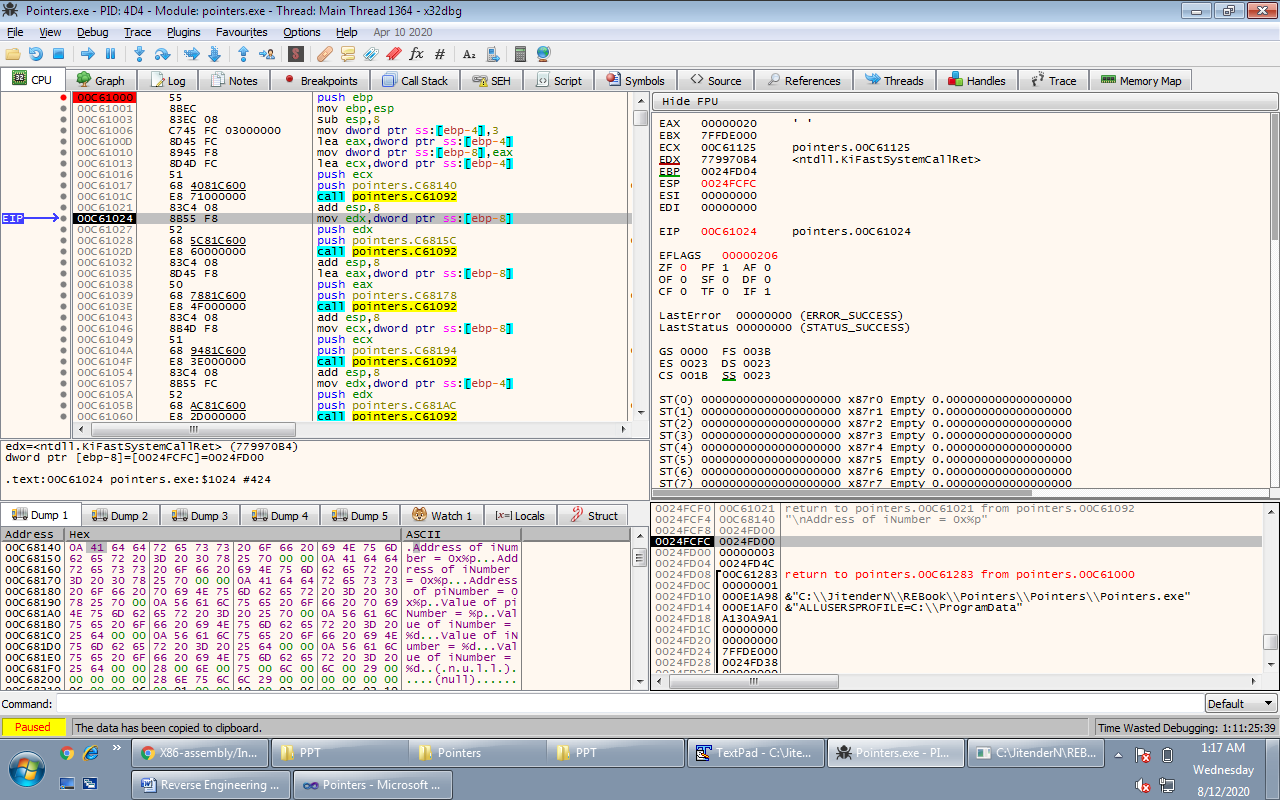 Pointers.exe - PID: 4D4 - Module: pointers.exe - Thread: Main Thread 1364 - x32dbg
File View Debug Trace Plugins Favourites Options Help Apr 10 2020
CPU Graph Log Notes Breakpoints Call Stack SEH Script Symbols Source References Threads Handles Trace Memory Map
00C61000 55 push ebp
00C61001 8BEC mov ebp,esp
00C61003 83EC 08 sub esp,8
00C61006 C745 FC 03000000 mov dword ptr ss:[ebp-4],3
00C6100D 8D45 FC lea eax,dword ptr ss:[ebp-4]
00C61010 8945 F8 mov dword ptr ss:[ebp-8],eax
00C61013 8D4D FC lea ecx,dword ptr ss:[ebp-4]
00C61016 51 push ecx
00C61017 68 4081C600 push pointers.C68140
00C6101C E8 71000000 call pointers.C61092
00C61021 83C4 08 add esp,8
EIP 00C61024 8B55 F8 mov edx,dword ptr ss:[ebp-8]
00C61027 52 push edx
00C61028 68 5C81C600 push pointers.C6815C
00C6102D E8 60000000 call pointers.C61092
00C61032 83C4 08 add esp,8
00C61035 8D45 F8 lea eax,dword ptr ss:[ebp-8]
00C61038 50 push eax
00C61039 68 7881C600 push pointers.C68178
00C6103E E8 4F000000 call pointers.C61092
00C61043 83C4 08 add esp,8
00C61046 8B4D F8 mov ecx,dword ptr ss:[ebp-8]
00C61049 51 push ecx
00C6104A 68 9481C600 push pointers.C68194
00C6104F E8 3E000000 call pointers.C61092
00C61054 83C4 08 add esp,8
00C61057 8B55 FC mov edx,dword ptr ss:[ebp-4]
00C6105A 52 push edx
00C6105B 68 AC81C600 push pointers.C681AC
00C61060 E8 2D000000 call pointers.C61092
Hide FPU
EAX 00000020 ' '
EBX 7FFDE000
ECX 00C61125 pointers.00C61125
EDX 779970B4 <ntdll.KiFastSystemCallRet>
EBP 0024FD04
ESP 0024FCFC
ESI 00000000
EDI 00000000
EIP 00C61024 pointers.00C61024
EFLAGS 00000206
ZF 0 PF 1 AF 0
OF 0 SF 0 DF 0
CF 0 TF 0 IF 1
LastError 00000000 (ERROR_SUCCESS)
LastStatus 00000000 (STATUS_SUCCESS)
GS 0000 FS 003B
ES 0023 DS 0023
CS 001B SS 0023
ST(0) 00000000000000000000 x87r0 Empty 0.000000000000000000
ST(1) 00000000000000000000 x87r1 Empty 0.000000000000000000
ST(2) 00000000000000000000 x87r2 Empty 0.000000000000000000
ST(3) 00000000000000000000 x87r3 Empty 0.000000000000000000
ST(4) 00000000000000000000 x87r4 Empty 0.000000000000000000
ST(5) 00000000000000000000 x87r5 Empty 0.000000000000000000
ST(6) 00000000000000000000 x87r6 Empty 0.000000000000000000
ST(7) 00000000000000000000 x87r7 Empty 0.000000000000000000
edx=<ntdll.KiFastSystemCallRet> (779970B4)
dword ptr [ebp-8]=[0024FCFC]=0024FD00
.text:00C61024 pointers.exe:$1024 #424
Dump 1 Dump 2 Dump 3 Dump 4 Dump 5 Watch 1 [x=] Locals Struct
Address Hex ASCII
00C68140 0A 41 64 64 72 65 73 73 20 6F 66 20 69 4E 75 6D .Address of iNum
00C68150 62 65 72 20 3D 20 30 78 25 70 00 00 0A 41 64 64 ber = 0x%p...Add
00C68160 72 65 73 73 20 6F 66 20 69 4E 75 6D 62 65 72 20 ress of iNumber
00C68170 3D 20 30 78 25 70 00 00 0A 41 64 64 72 65 73 73 = 0x%p...Address
00C68180 20 6F 66 20 70 69 4E 75 6D 62 65 72 20 3D 20 30 of piNumber = 0
00C68190 78 25 70 00 0A 56 61 6C 75 65 20 6F 66 20 70 69 x%p..Value of pi
00C681A0 4E 75 6D 62 65 72 20 3D 20 25 70 00 0A 56 61 6C Number = %p..Val
00C681B0 75 65 20 6F 66 20 69 4E 75 6D 62 65 72 20 3D 20 ue of iNumber =
00C681C0 25 64 00 00 0A 56 61 6C 75 65 20 6F 66 20 69 4E %d...Value of iN
00C681D0 75 6D 62 65 72 20 3D 20 25 64 00 00 0A 56 61 6C umber = %d...Val
00C681E0 75 65 20 6F 66 20 69 4E 75 6D 62 65 72 20 3D 20 ue of iNumber =
00C681F0 25 64 00 00 28 00 6E 00 75 00 6C 00 6C 00 29 00 %d..(.n.u.l.l.).
00C68200 00 00 00 00 28 6E 75 6C 6C 29 00 00 00 00 00 00 ....(null)......
0024FCF0 00C61021 return to pointers.00C61021 from pointers.00C61092
0024FCF4 00C68140 "\nAddress of iNumber = 0x%p"
0024FCF8 0024FD00
0024FCFC 0024FD00
0024FD00 00000003
0024FD04 0024FD4C
0024FD08 00C61283 return to pointers.00C61283 from pointers.00C61000
0024FD0C 00000001
0024FD10 000E1A98 &"C:\\JitenderN\\REBook\\Pointers\\Pointers\\Pointers.exe"
0024FD14 000E1AF0 &"ALLUSERSPROFILE=C:\\ProgramData"
0024FD18 A130A9A1
0024FD1C 00000000
0024FD20 00000000
0024FD24 7FFDE000
0024FD28 0024FD38
Command: Default
Paused The data has been copied to clipboard. Time Wasted Debugging: 1:11:25:39
X86-assembly/In... PPT Pointers PPT TextPad - C:\Jite... Pointers.exe - PI... C:\JitenderN\REB...
Reverse Engineering ... Pointers - Microsoft ...
1:17 AM
Wednesday
8/12/2020